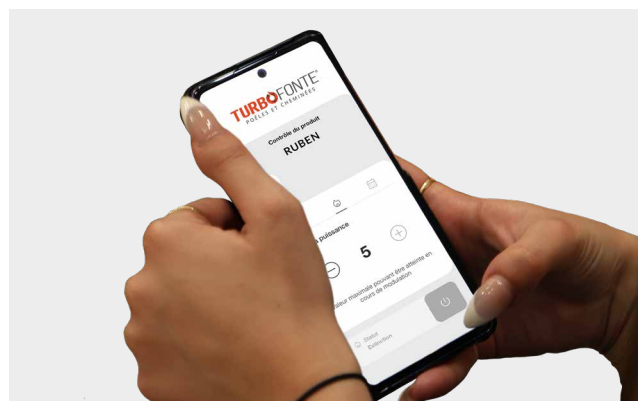 TURBOFONTE®
POÊLES ET CHEMINÉES
Contrôle du produit
RUBEN
puissance
5
valeur maximale pouvant être atteinte en
cours de modulation
Statut
Extinction